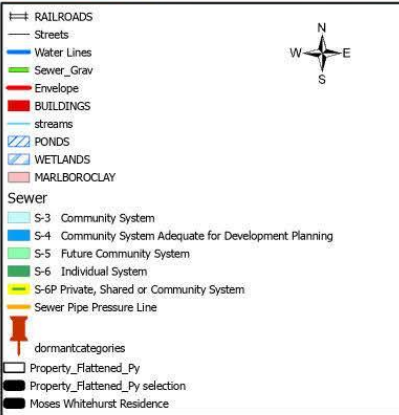 RAILROADS
Streets
Water Lines
Sewer_Grav
Envelope
BUILDINGS
streams
PONDS
WETLANDS
MARLBOROCLAY
Sewer
S-3 Community System
S-4 Community System Adequate for Development Planning
S-5 Future Community System
S-6 Individual System
S-6P Private, Shared or Community System
Sewer Pipe Pressure Line
dormantcategories
Property_Flattened_Py
Property_Flattened_Py selection
Moses Whitehurst Residence
N
W E
S